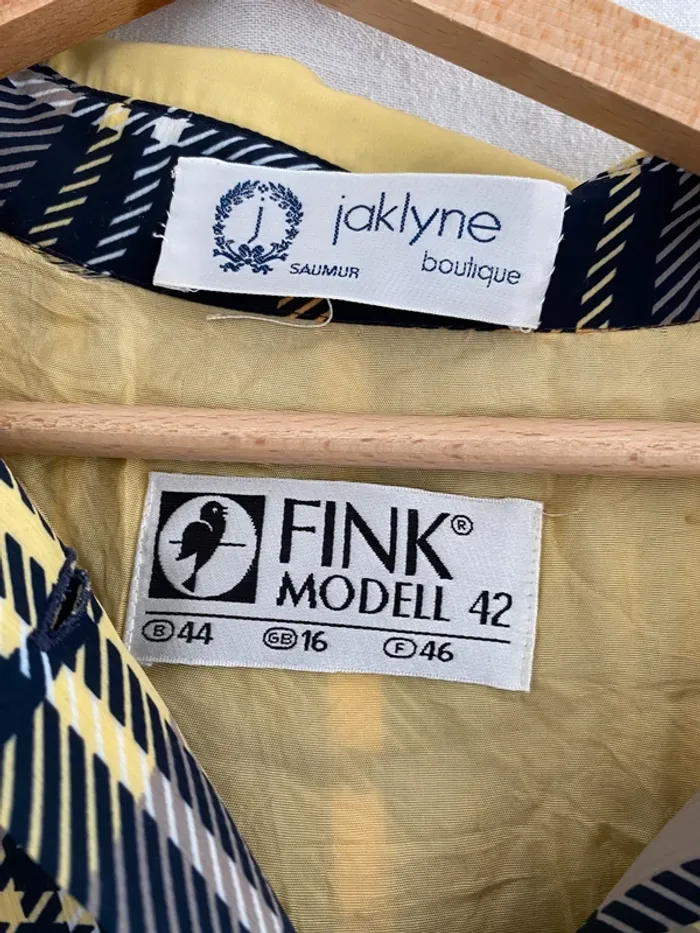 j
jaklyne
SAUMUR
boutique
FINK®
MODELL 42
B 44 GB 16 F 46